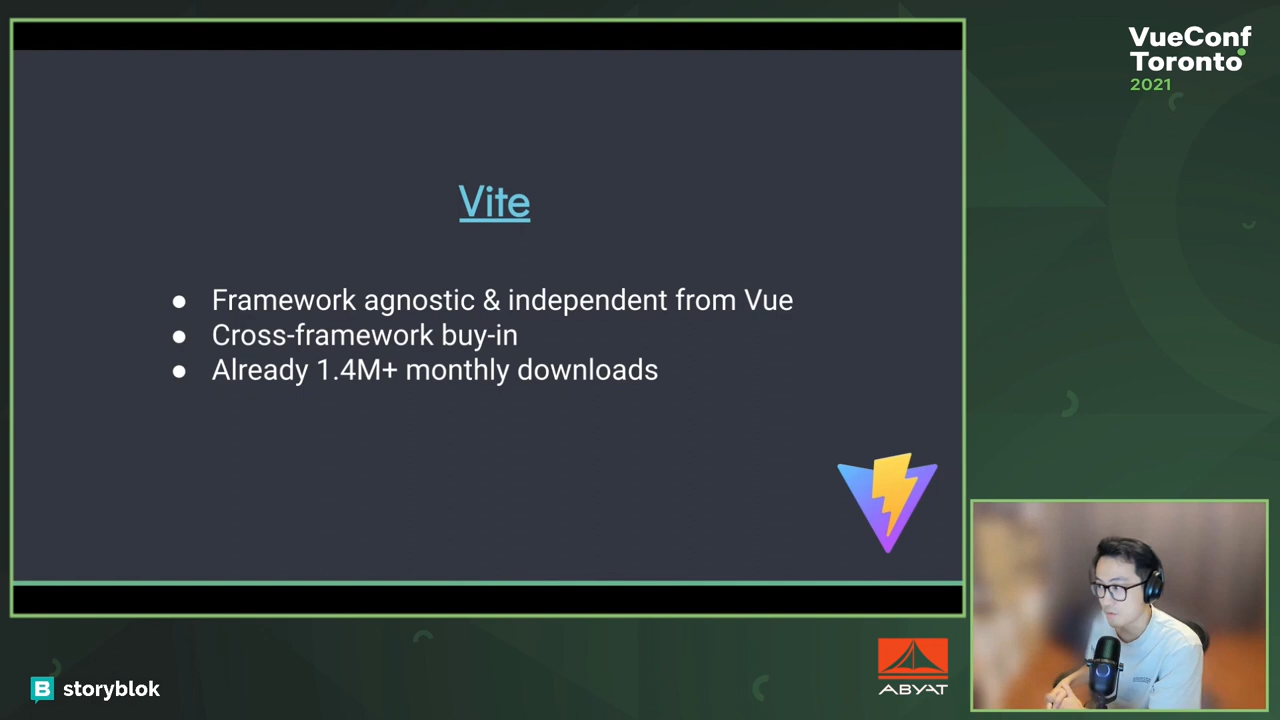 VueConf
Toronto
2021
Vite
● Framework agnostic & independent from Vue
● Cross-framework buy-in
● Already 1.4M+ monthly downloads
B storyblok
ABYAT